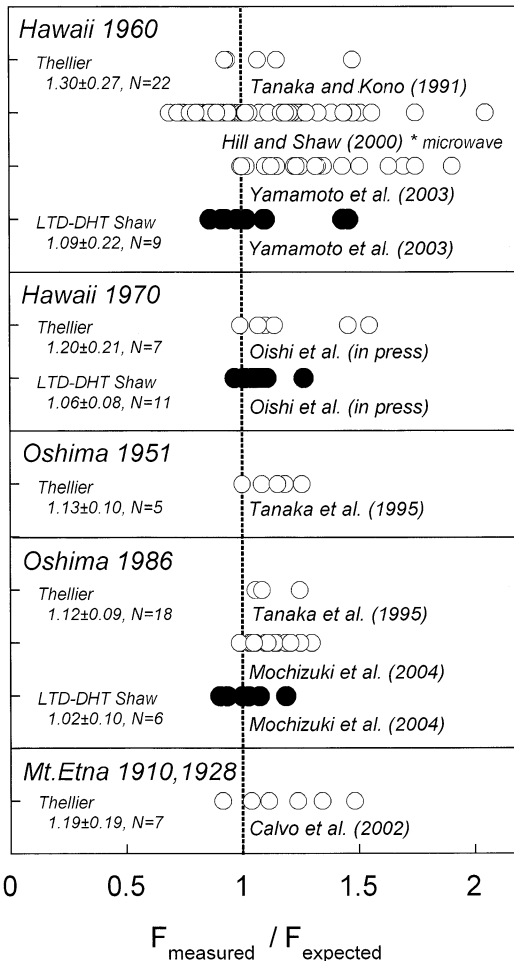 Hawaii 1960
Thellier
1.30±0.27, N=22
Tanaka and Kono (1991)
Hill and Shaw (2000) * microwave
Yamamoto et al. (2003)
LTD-DHT Shaw
1.09±0.22, N=9
Yamamoto et al. (2003)
Hawaii 1970
Thellier
1.20±0.21, N=7
Oishi et al. (in press)
LTD-DHT Shaw
1.06±0.08, N=11
Oishi et al. (in press)
Oshima 1951
Thellier
1.13±0.10, N=5
Tanaka et al. (1995)
Oshima 1986
Thellier
1.12±0.09, N=18
Tanaka et al. (1995)
Mochizuki et al. (2004)
LTD-DHT Shaw
1.02±0.10, N=6
Mochizuki et al. (2004)
Mt.Etna 1910,1928
Thellier
1.19±0.19, N=7
Calvo et al. (2002)
0 0.5 1 1.5 2
F measured / F expected